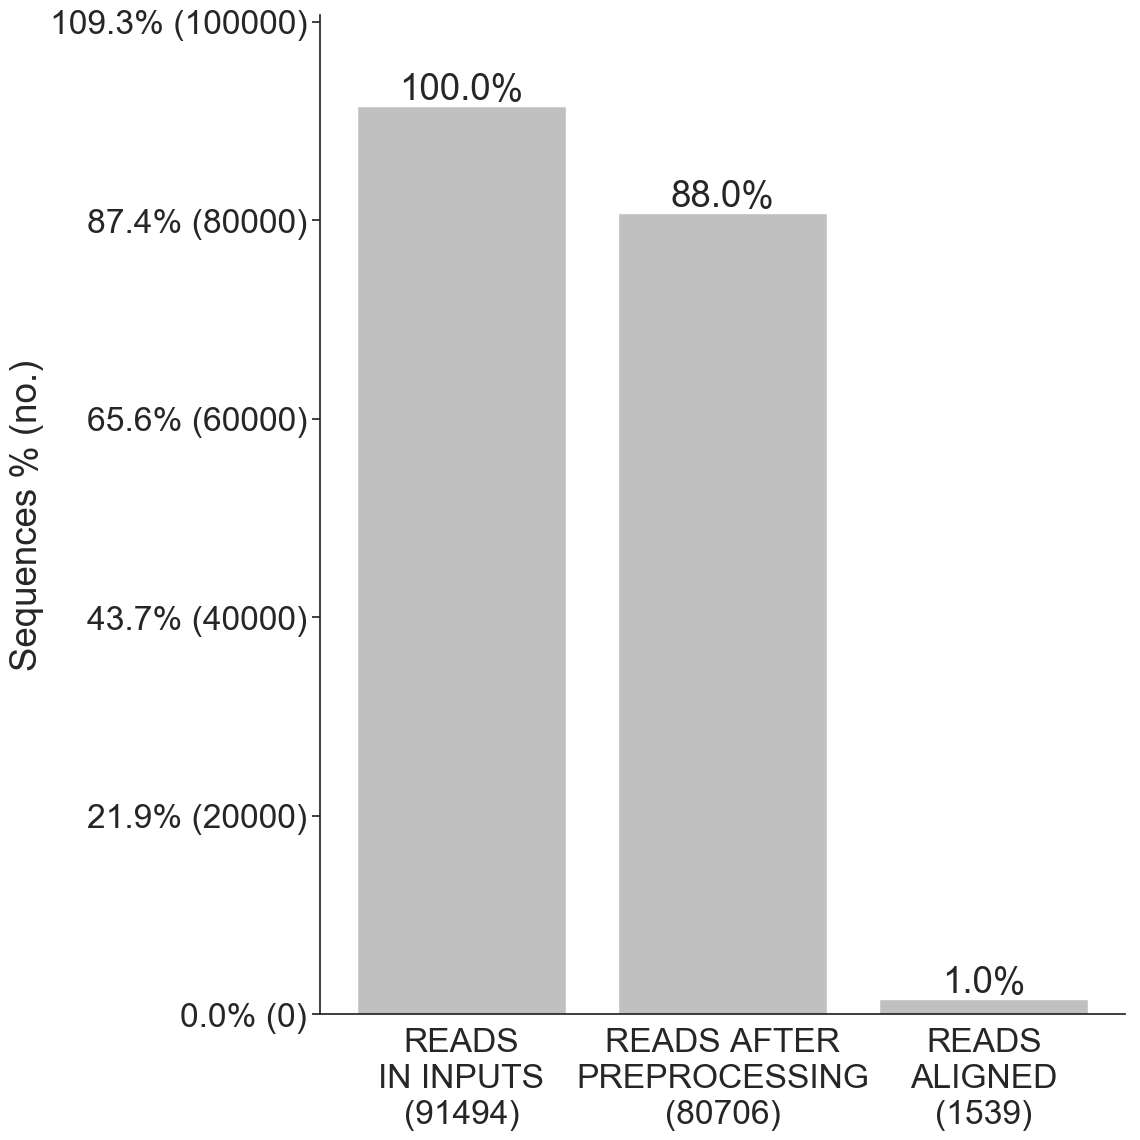 Sequences % (no.)
109.3% (100000)
87.4% (80000)
65.6% (60000)
43.7% (40000)
21.9% (20000)
0.0% (0)
100.0%
88.0%
1.0%
READS
IN INPUTS
(91494)
READS AFTER
PREPROCESSING
(80706)
READS
ALIGNED
(1539)